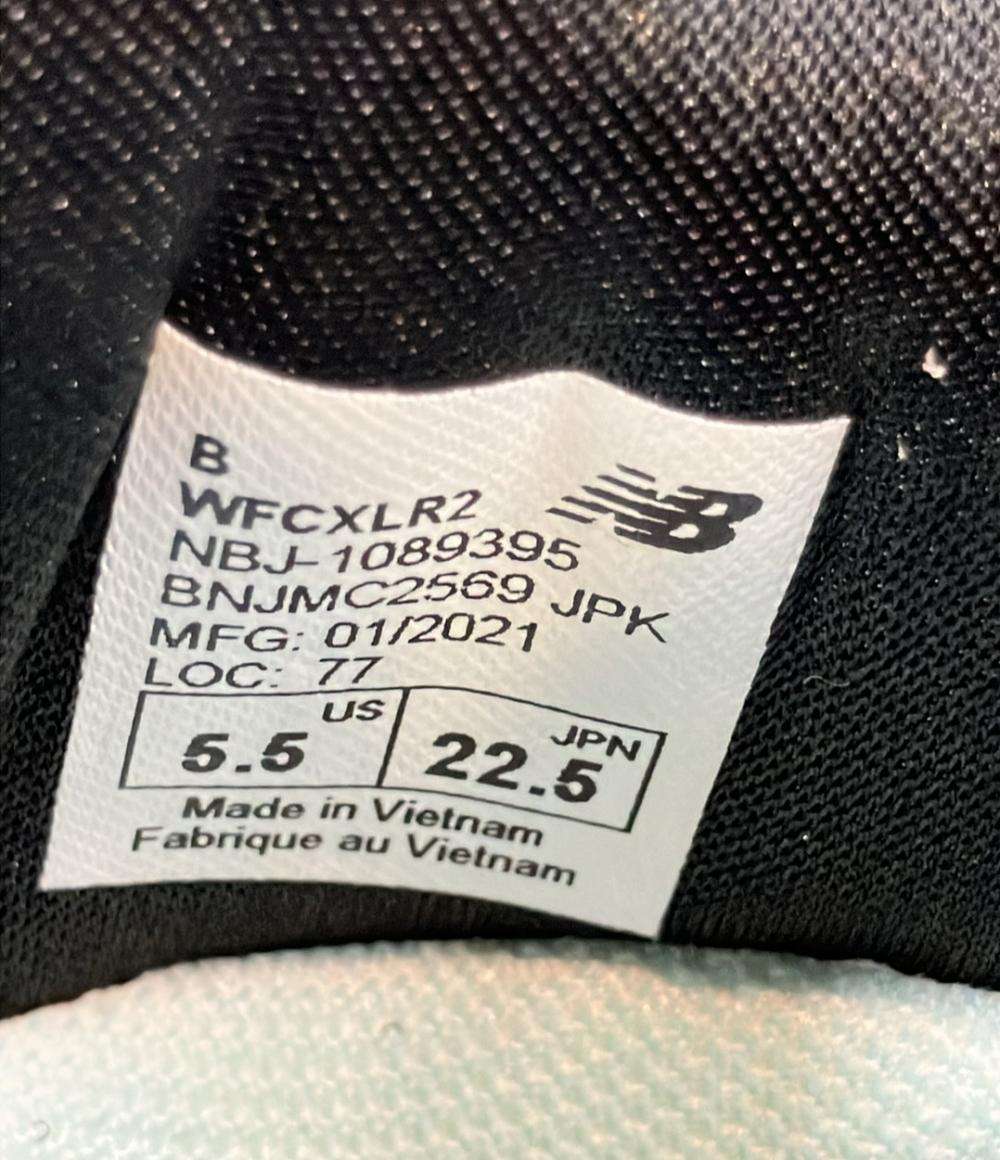 B
WFCXLR2
NB
NBJ-1089395
BNJMC2569 JPK
MFG: 01/2021
LOC: 77
US
5.5
JPN
22.5
Made in Vietnam
Fabrique au Vietnam